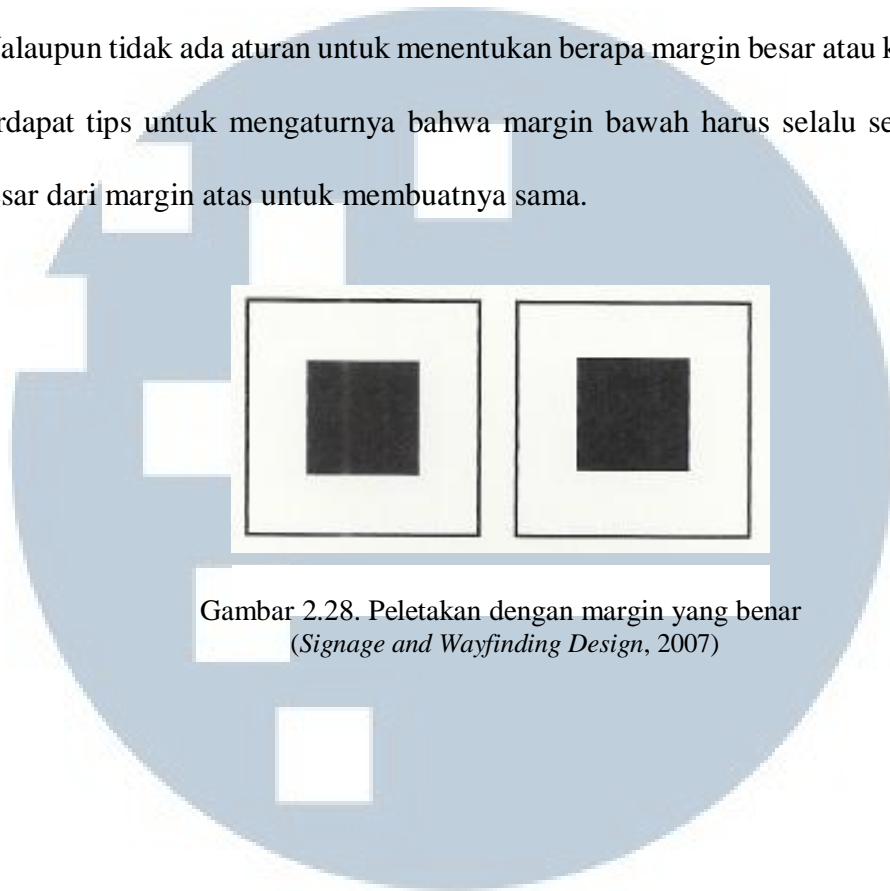 alaupun tidak ada aturan untuk menentukan berapa margin besar atau
rdapat tips untuk mengaturnya bahwa margin bawah harus selalu se
sar dari margin atas untuk membuatnya sama.
Gambar 2.28. Peletakan dengan margin yang benar
(Signage and Wayfinding Design, 2007)